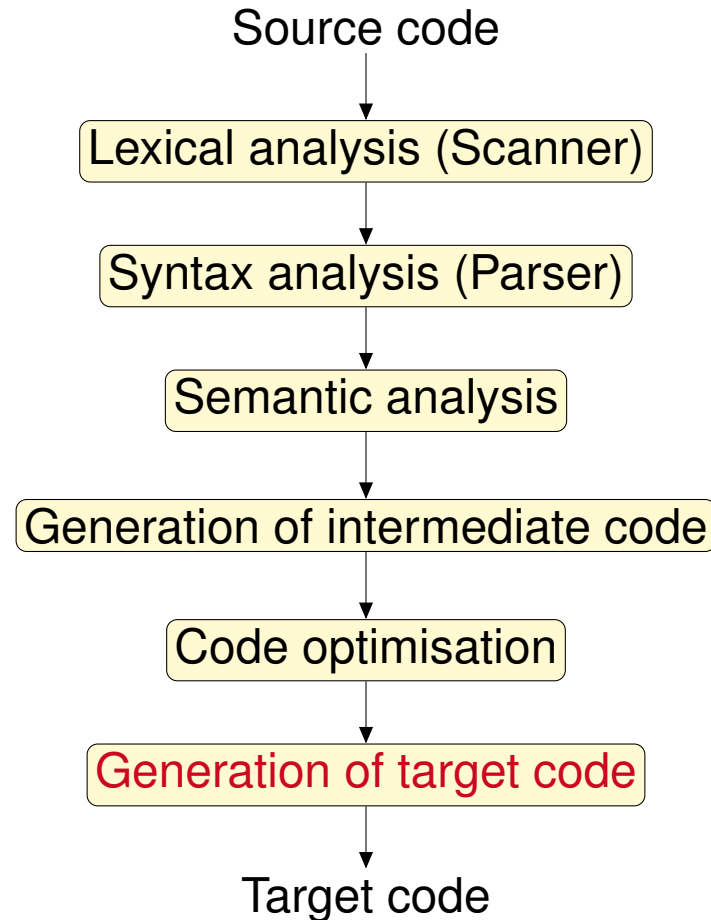 Source code
Lexical analysis (Scanner)
Syntax analysis (Parser)
Semantic analysis
Generation of intermediate code
Code optimisation
Generation of target code
Target code